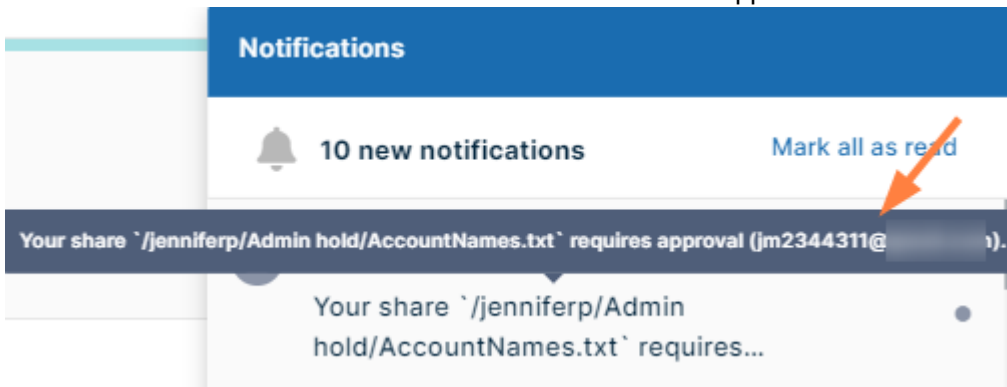 Notifications
10 new notifications
Mark all as read
Your share `/jenniferp/Admin hold/AccountNames.txt` requires approval (jm2344311@ ).
Your share `/jenniferp/Admin
hold/AccountNames.txt` requires...